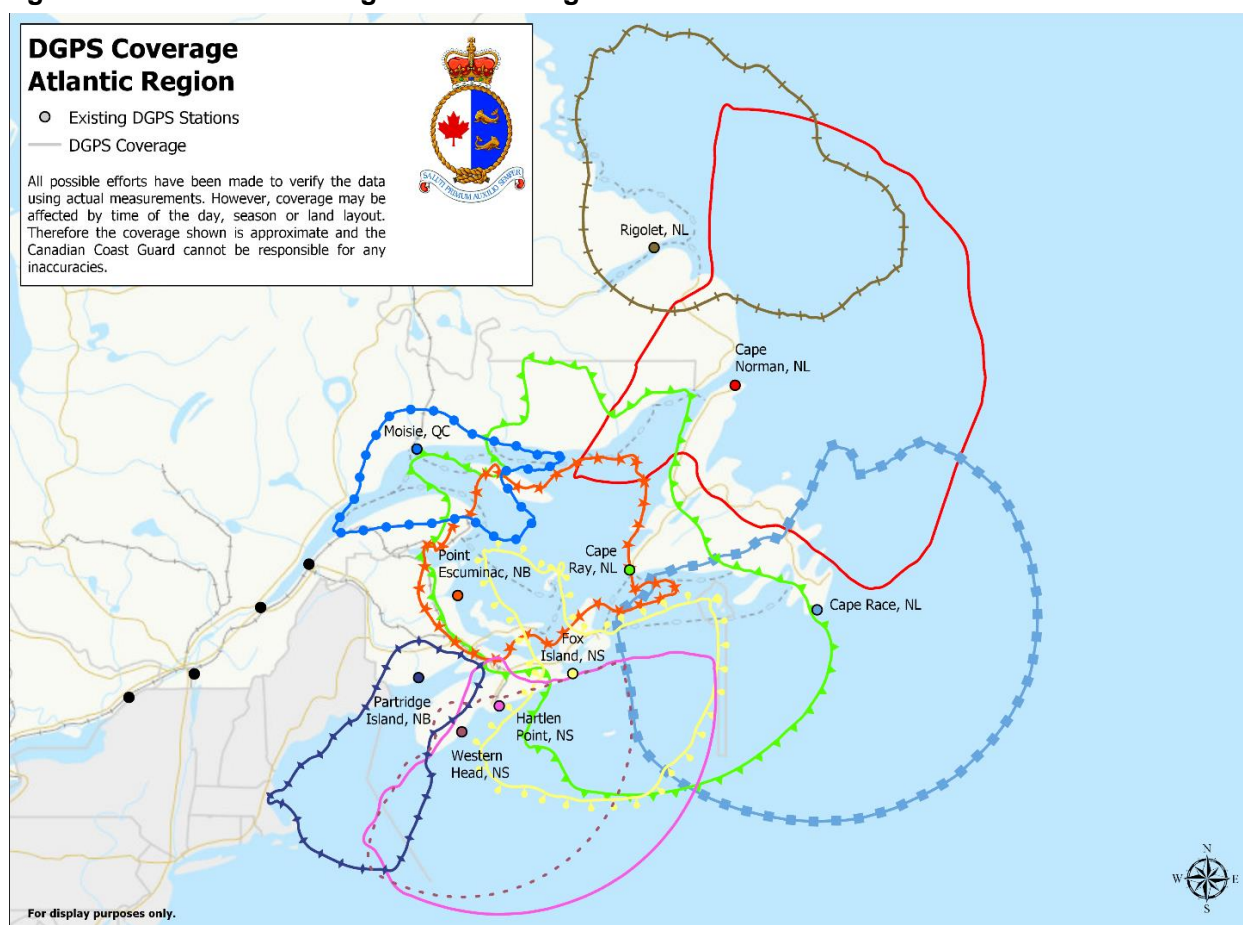 DGPS Coverage
Atlantic Region
Existing DGPS Stations
DGPS Coverage
All possible efforts have been made to verify the data
using actual measurements. However, coverage may be
affected by time of the day, season or land layout.
Therefore the coverage shown is approximate and the
Canadian Coast Guard cannot be responsible for any
inaccuracies.
SALUTI PRIMUM AUXILIO SEMPER
Rigolet, NL
Cape
Norman, NL
Moisie, QC
Point
Escuminac, NB
Cape
Ray, NL
Cape Race, NL
Fox
Island, NS
Partridge
Island, NB
Hartlen
Point, NS
Western
Head, NS
N
W
E
S
For display purposes only.